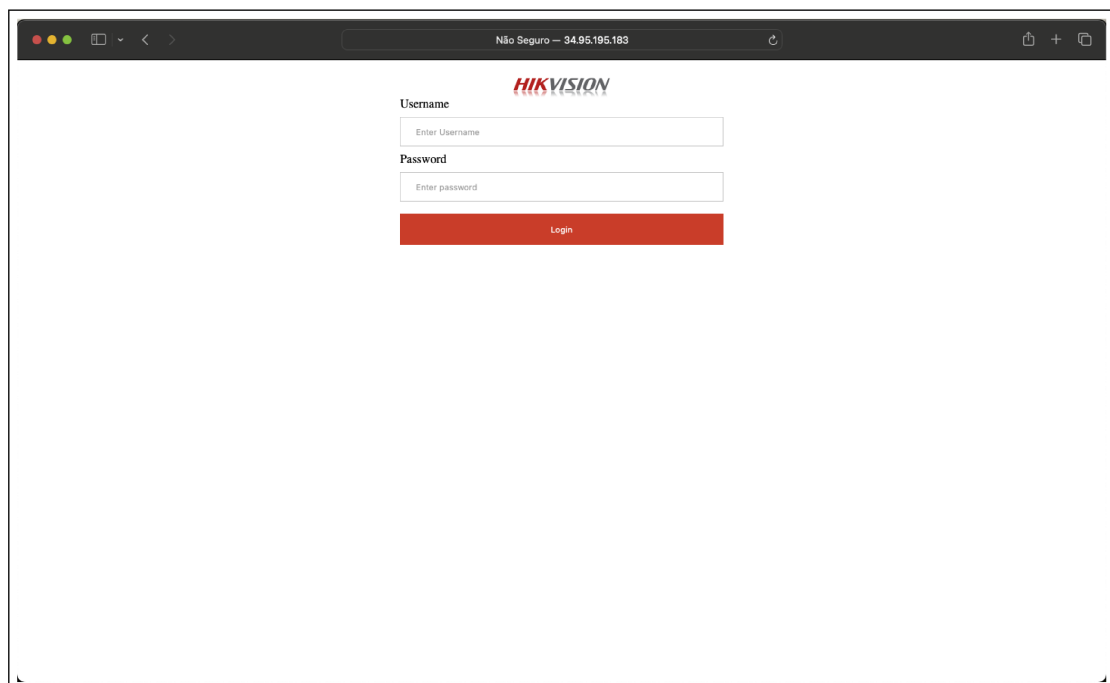 Não Seguro — 34.95.195.183
HIKVISION
Username
Enter Username
Password
Enter password
Login